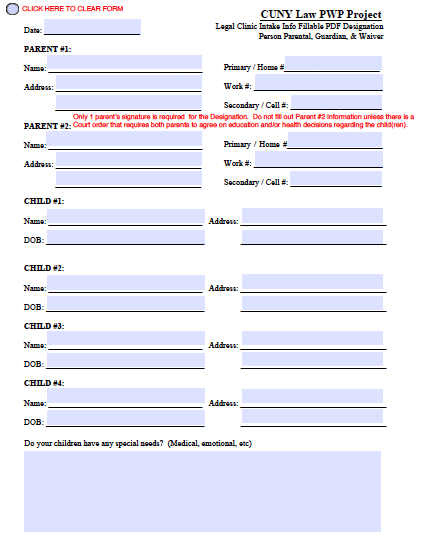 CLICK HERE TO CLEAR FORM
CUNY Law PWP Project
Legal Clinic Intake Info Fillable PDF Designation
Person Parental, Guardian, & Waiver
Date:
PARENT #1:
Name: Primary / Home #
Address: Work #:
Secondary / Cell #:
Only 1 parent's signature is required for the Designation. Do not fill out Parent #2 information unless there is a
PARENT #2: Court order that requires both parents to agree on education and/or health decisions regarding the child(ren).
Name: Primary / Home #
Address: Work #:
Secondary / Cell #:
CHILD #1:
Name: Address:
DOB:
CHILD #2:
Name: Address:
DOB:
CHILD #3:
Name: Address:
DOB:
CHILD #4:
Name: Address:
DOB:
Do your children have any special needs? (Medical, emotional, etc)